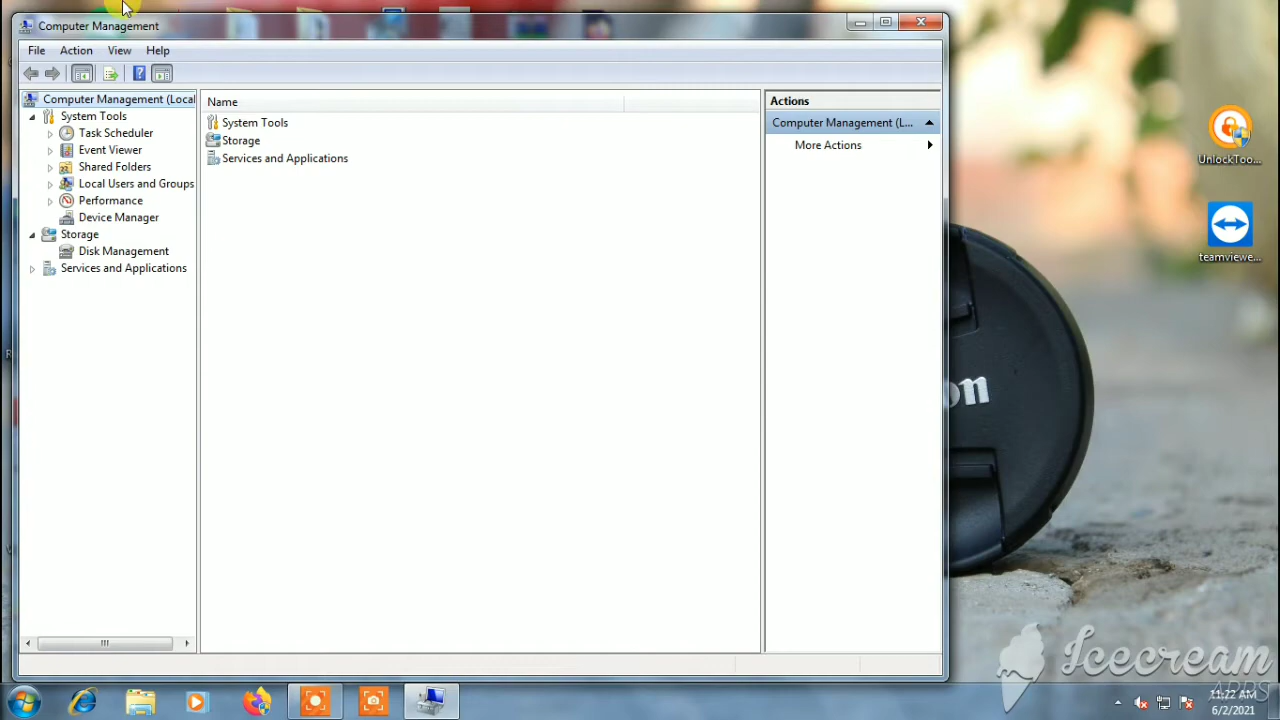 Computer Management
File Action View Help
Computer Management (Local
System Tools
Task Scheduler
Event Viewer
Shared Folders
Local Users and Groups
Performance
Device Manager
Storage
Disk Management
Services and Applications
Name
System Tools
Storage
Services and Applications
Actions
Computer Management (L...
More Actions
UnlockToo...
teamviewe...
on
Icecream
APPS
11:22 AM
6/2/2021